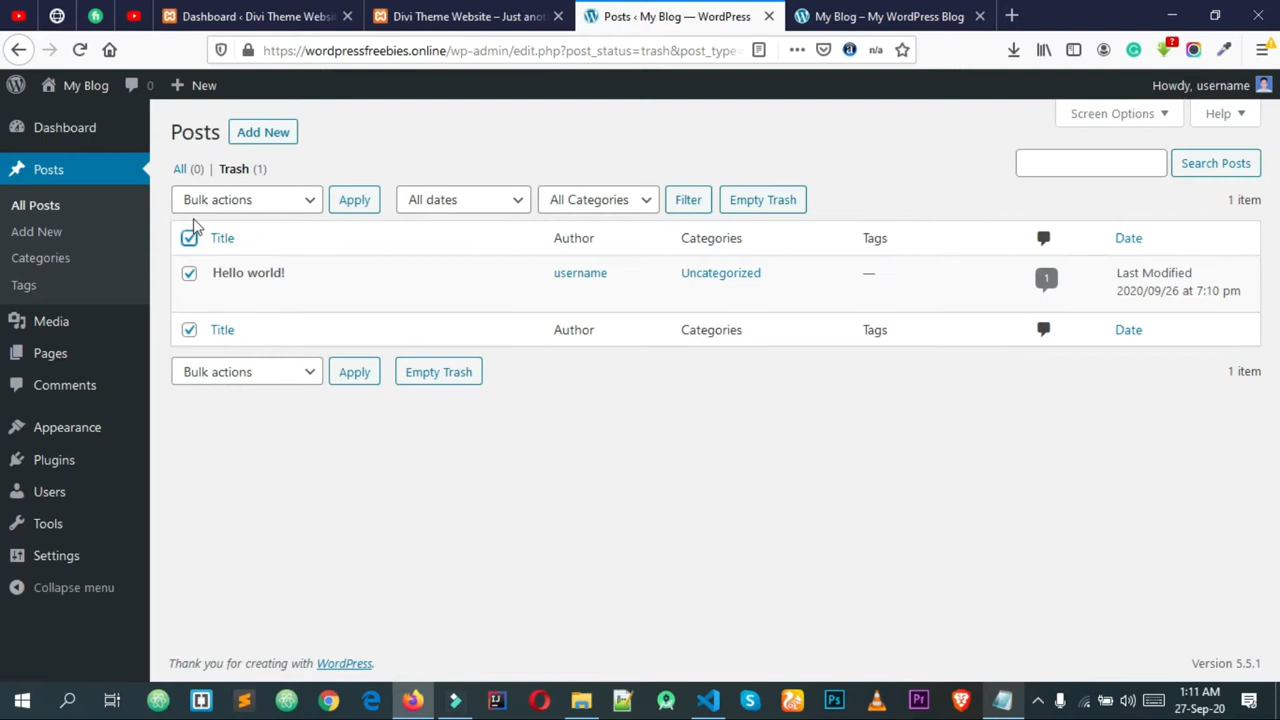 Dashboard ‹ Divi Theme Websi
Divi Theme Website – Just anot
Posts ‹ My Blog — WordPress
My Blog – My WordPress Blog
https://wordpressfreebies.online/wp-admin/edit.php?post_status=trash&post_type=
n/a
?
My Blog
0
New
Howdy, username
Dashboard
Posts
All Posts
Add New
Categories
Tags
Media
Pages
Comments
Appearance
Plugins
Users
Tools
Settings
Collapse menu
Screen Options
Help
Posts
Add New
All (0) | Trash (1)
Search Posts
Bulk actions
Apply
All dates
All Categories
Filter
Empty Trash
1 item
Title
Author
Categories
Tags
Date
Hello world!
username
Uncategorized
—
1
Last Modified
2020/09/26 at 7:10 pm
Title
Author
Categories
Tags
Date
Bulk actions
Apply
Empty Trash
1 item
Thank you for creating with WordPress.
Version 5.5.1
Ps
Pr
1:11 AM
27-Sep-20